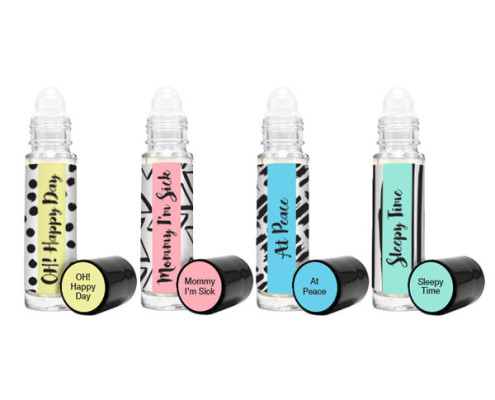 OH! Happy Day
OH!
Happy
Day
Mommy I'm Sick
Mommy
I'm Sick
At Peace
At
Peace
Sleepy Time
Sleepy
Time